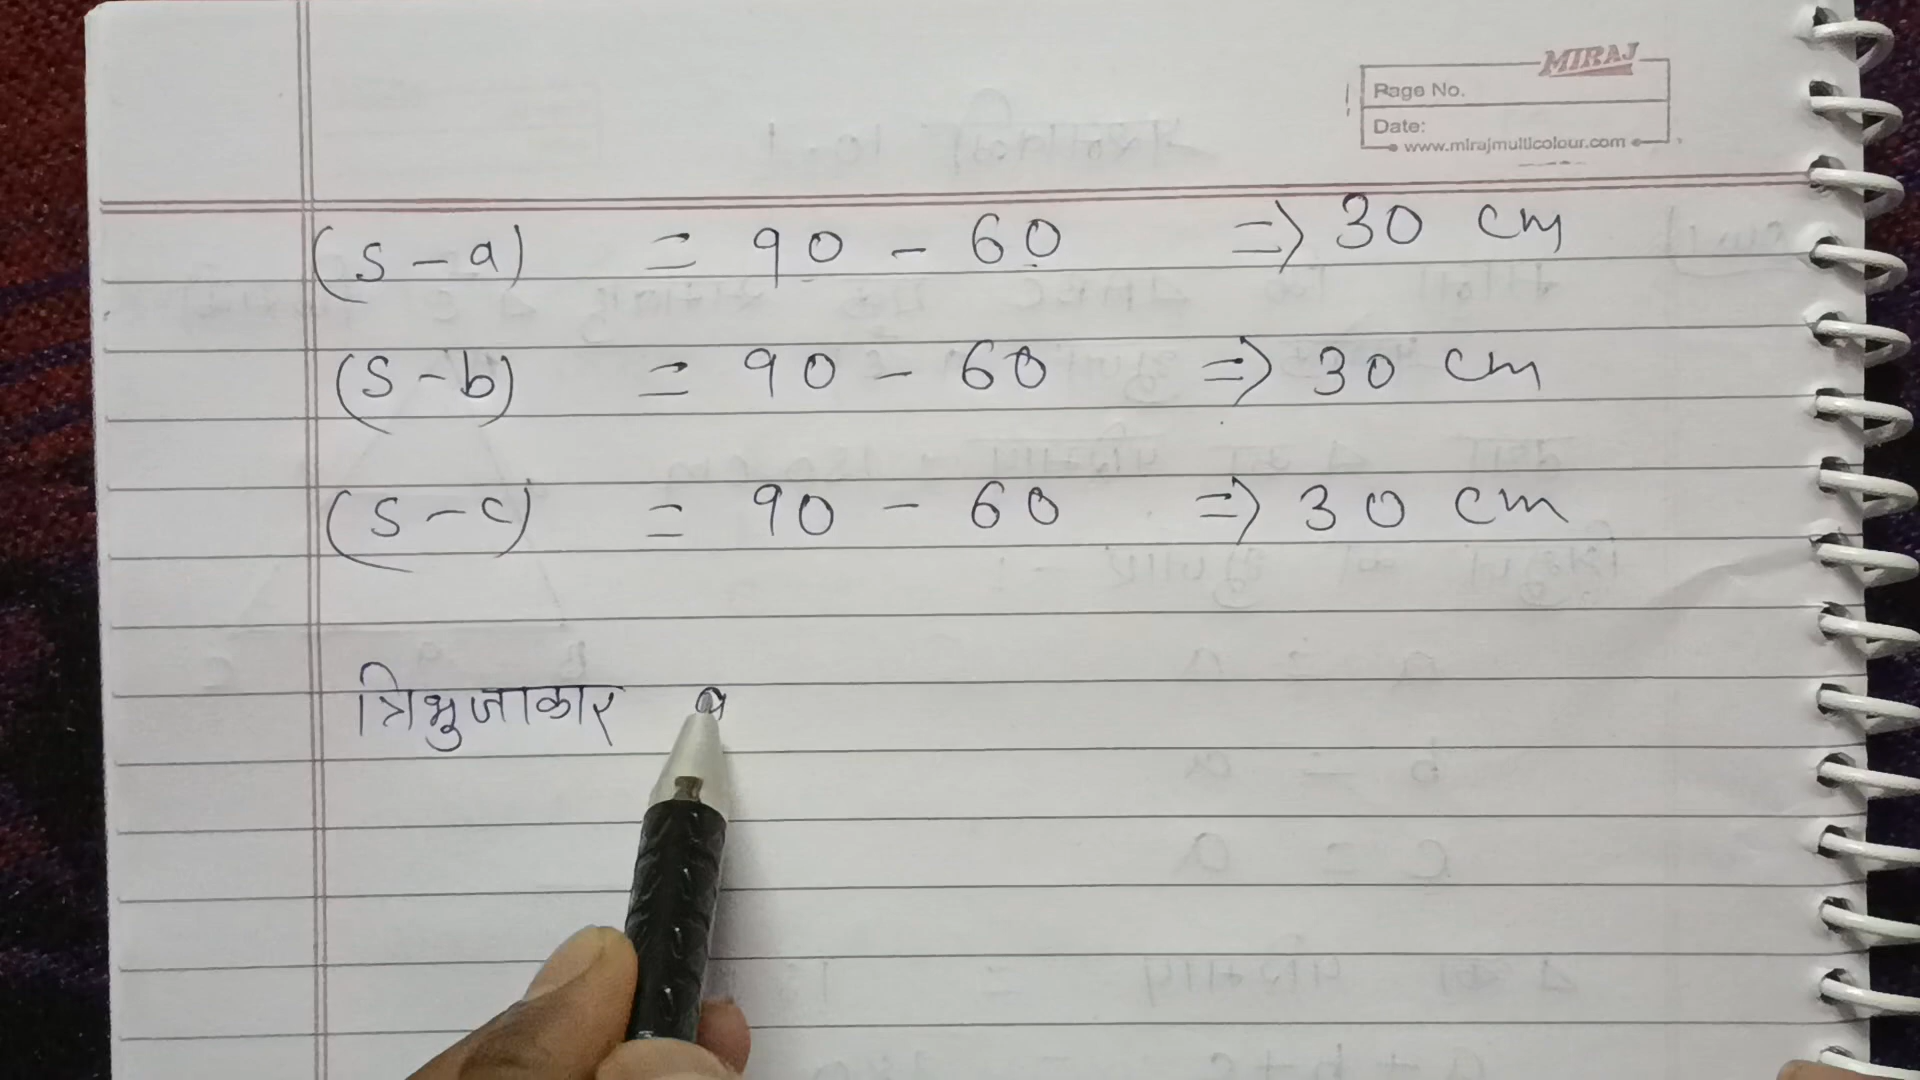 MIRAJ
Page No.
Date:
www.mirajmulticolour.com
(s - a) = 90 - 60 => 30 cm
(s - b) = 90 - 60 => 30 cm
(s - c) = 90 - 60 => 30 cm
त्रिभुजाकार